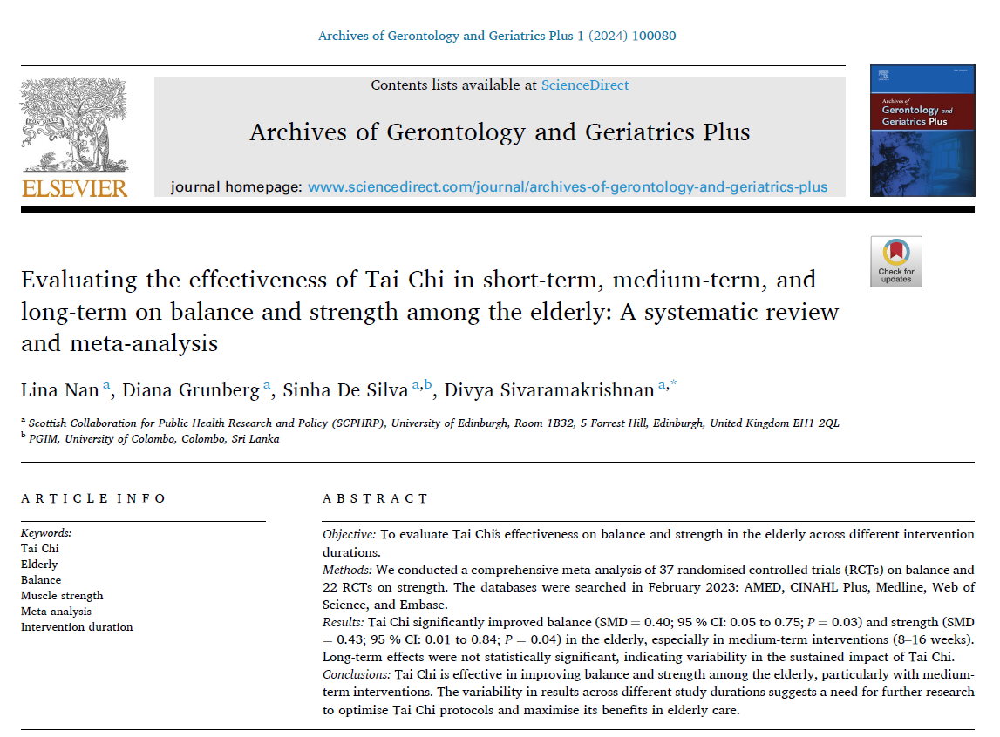 Archives of Gerontology and Geriatrics Plus 1 (2024) 100080
Contents lists available at ScienceDirect
Archives of Gerontology and Geriatrics Plus
journal homepage: www.sciencedirect.com/journal/archives-of-gerontology-and-geriatrics-plus
ELSEVIER
Archives of
Gerontology and
Geriatrics Plus
Check for
updates
Evaluating the effectiveness of Tai Chi in short-term, medium-term, and
long-term on balance and strength among the elderly: A systematic review
and meta-analysis
Lina Nan a, Diana Grunberg a, Sinha De Silva a,b, Divya Sivaramakrishnan a,*
a Scottish Collaboration for Public Health Research and Policy (SCPHRP), University of Edinburgh, Room 1B32, 5 Forrest Hill, Edinburgh, United Kingdom EH1 2QL
b PGIM, University of Colombo, Colombo, Sri Lanka
ARTICLE INFO
Keywords:
Tai Chi
Elderly
Balance
Muscle strength
Meta-analysis
Intervention duration
ABSTRACT
Objective: To evaluate Tai Chi's effectiveness on balance and strength in the elderly across different intervention
durations.
Methods: We conducted a comprehensive meta-analysis of 37 randomised controlled trials (RCTs) on balance and
22 RCTs on strength. The databases were searched in February 2023: AMED, CINAHL Plus, Medline, Web of
Science, and Embase.
Results: Tai Chi significantly improved balance (SMD = 0.40; 95 % CI: 0.05 to 0.75; P = 0.03) and strength (SMD
= 0.43; 95 % CI: 0.01 to 0.84; P = 0.04) in the elderly, especially in medium-term interventions (8–16 weeks).
Long-term effects were not statistically significant, indicating variability in the sustained impact of Tai Chi.
Conclusions: Tai Chi is effective in improving balance and strength among the elderly, particularly with medium-
term interventions. The variability in results across different study durations suggests a need for further research
to optimise Tai Chi protocols and maximise its benefits in elderly care.